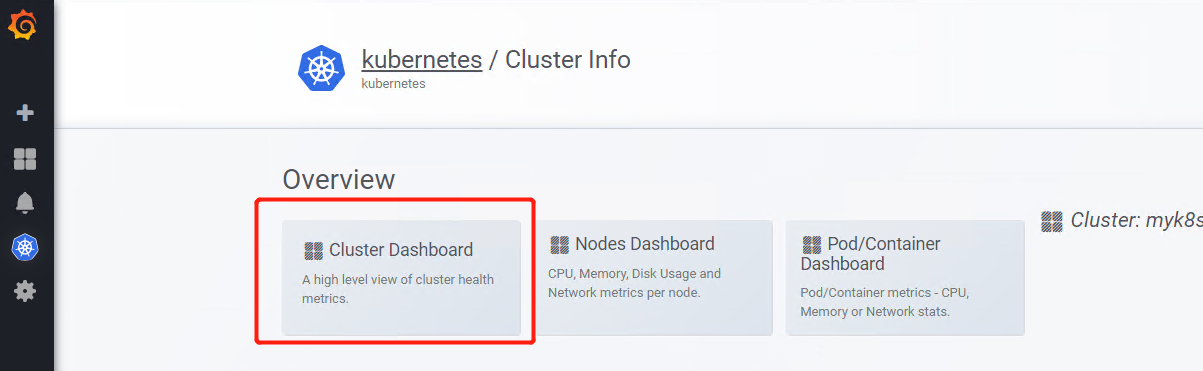 kubernetes / Cluster Info
kubernetes
Overview
Cluster Dashboard
A high level view of cluster health
metrics.
Nodes Dashboard
CPU, Memory, Disk Usage and
Network metrics per node.
Pod/Container
Dashboard
Pod/Container metrics - CPU,
Memory or Network stats.
Cluster: myk8s